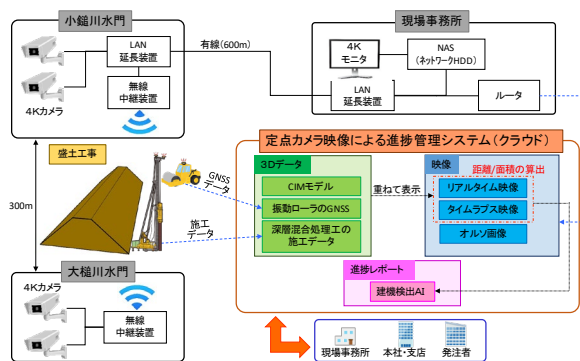 小鎚川水門
4Kカメラ
LAN
延長装置
無線
中継装置
有線(600m)
現場事務所
4K
モニタ
NAS
(ネットワークHDD)
LAN
延長装置
ルータ
300m
盛土工事
GNSS
データ
施工
データ
定点カメラ映像による進捗管理システム(クラウド)
3Dデータ
CIMモデル
振動ローラのGNSS
深層混合処理工の
施工データ
重ねて表示
映像
距離/面積の算出
リアルタイム映像
タイムラプス映像
オルソ画像
進捗レポート
建機検出AI
大槌川水門
4Kカメラ
無線
中継装置
現場事務所
本社・支店
発注者